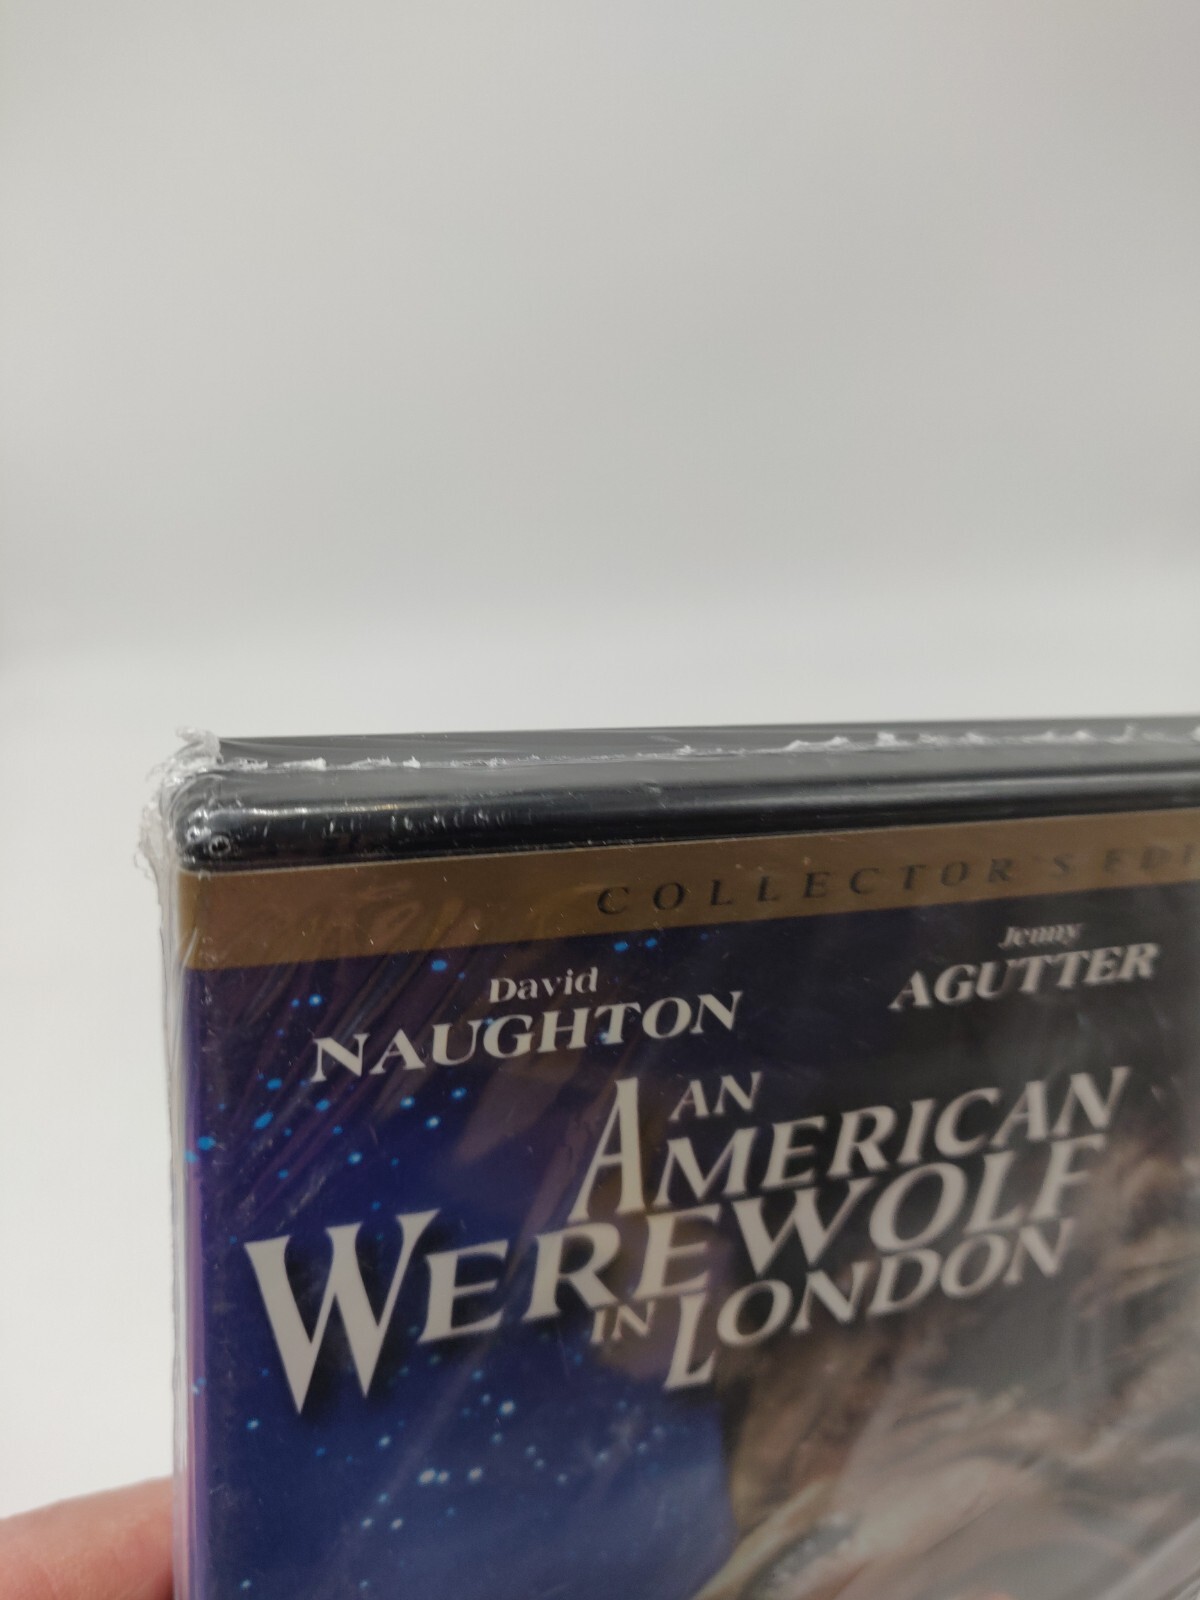 COLLECTOR'S EDI
David
NAUGHTON
Jenny
AGUTTER
AN
AMERICAN
WEREWOLF
IN LONDON